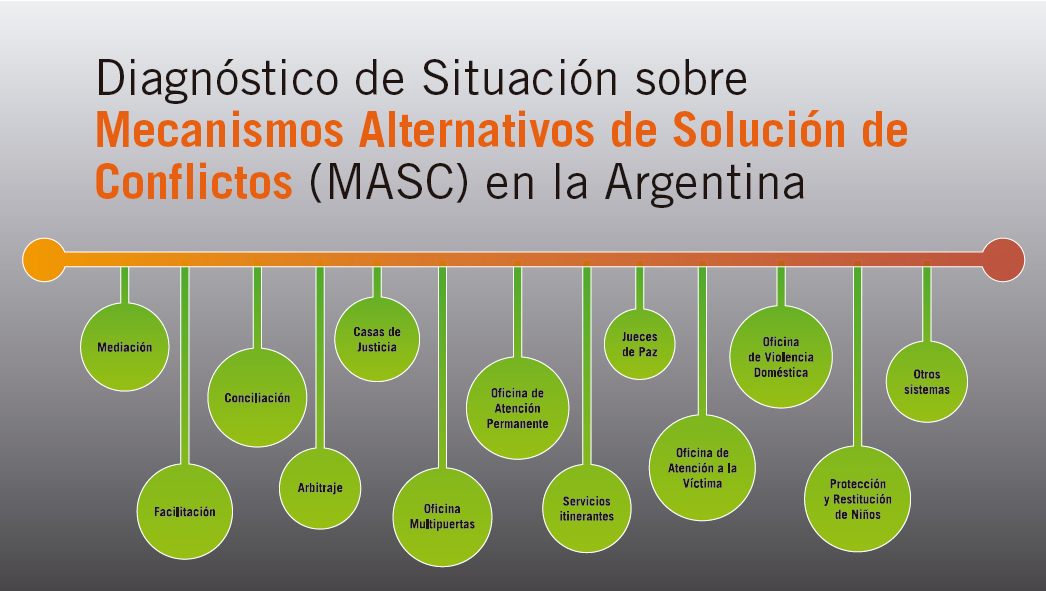 Diagnóstico de Situación sobre
Mecanismos Alternativos de Solución de
Conflictos (MASC) en la Argentina
Mediación
Facilitación
Conciliación
Arbitraje
Casas de
Justicia
Oficina
Multipuertas
Oficina de
Atención
Permanente
Servicios
itinerantes
Jueces
de Paz
Oficina de
Atención a la
Víctima
Oficina
de Violencia
Doméstica
Protección
y Restitución
de Niños
Otros
sistemas